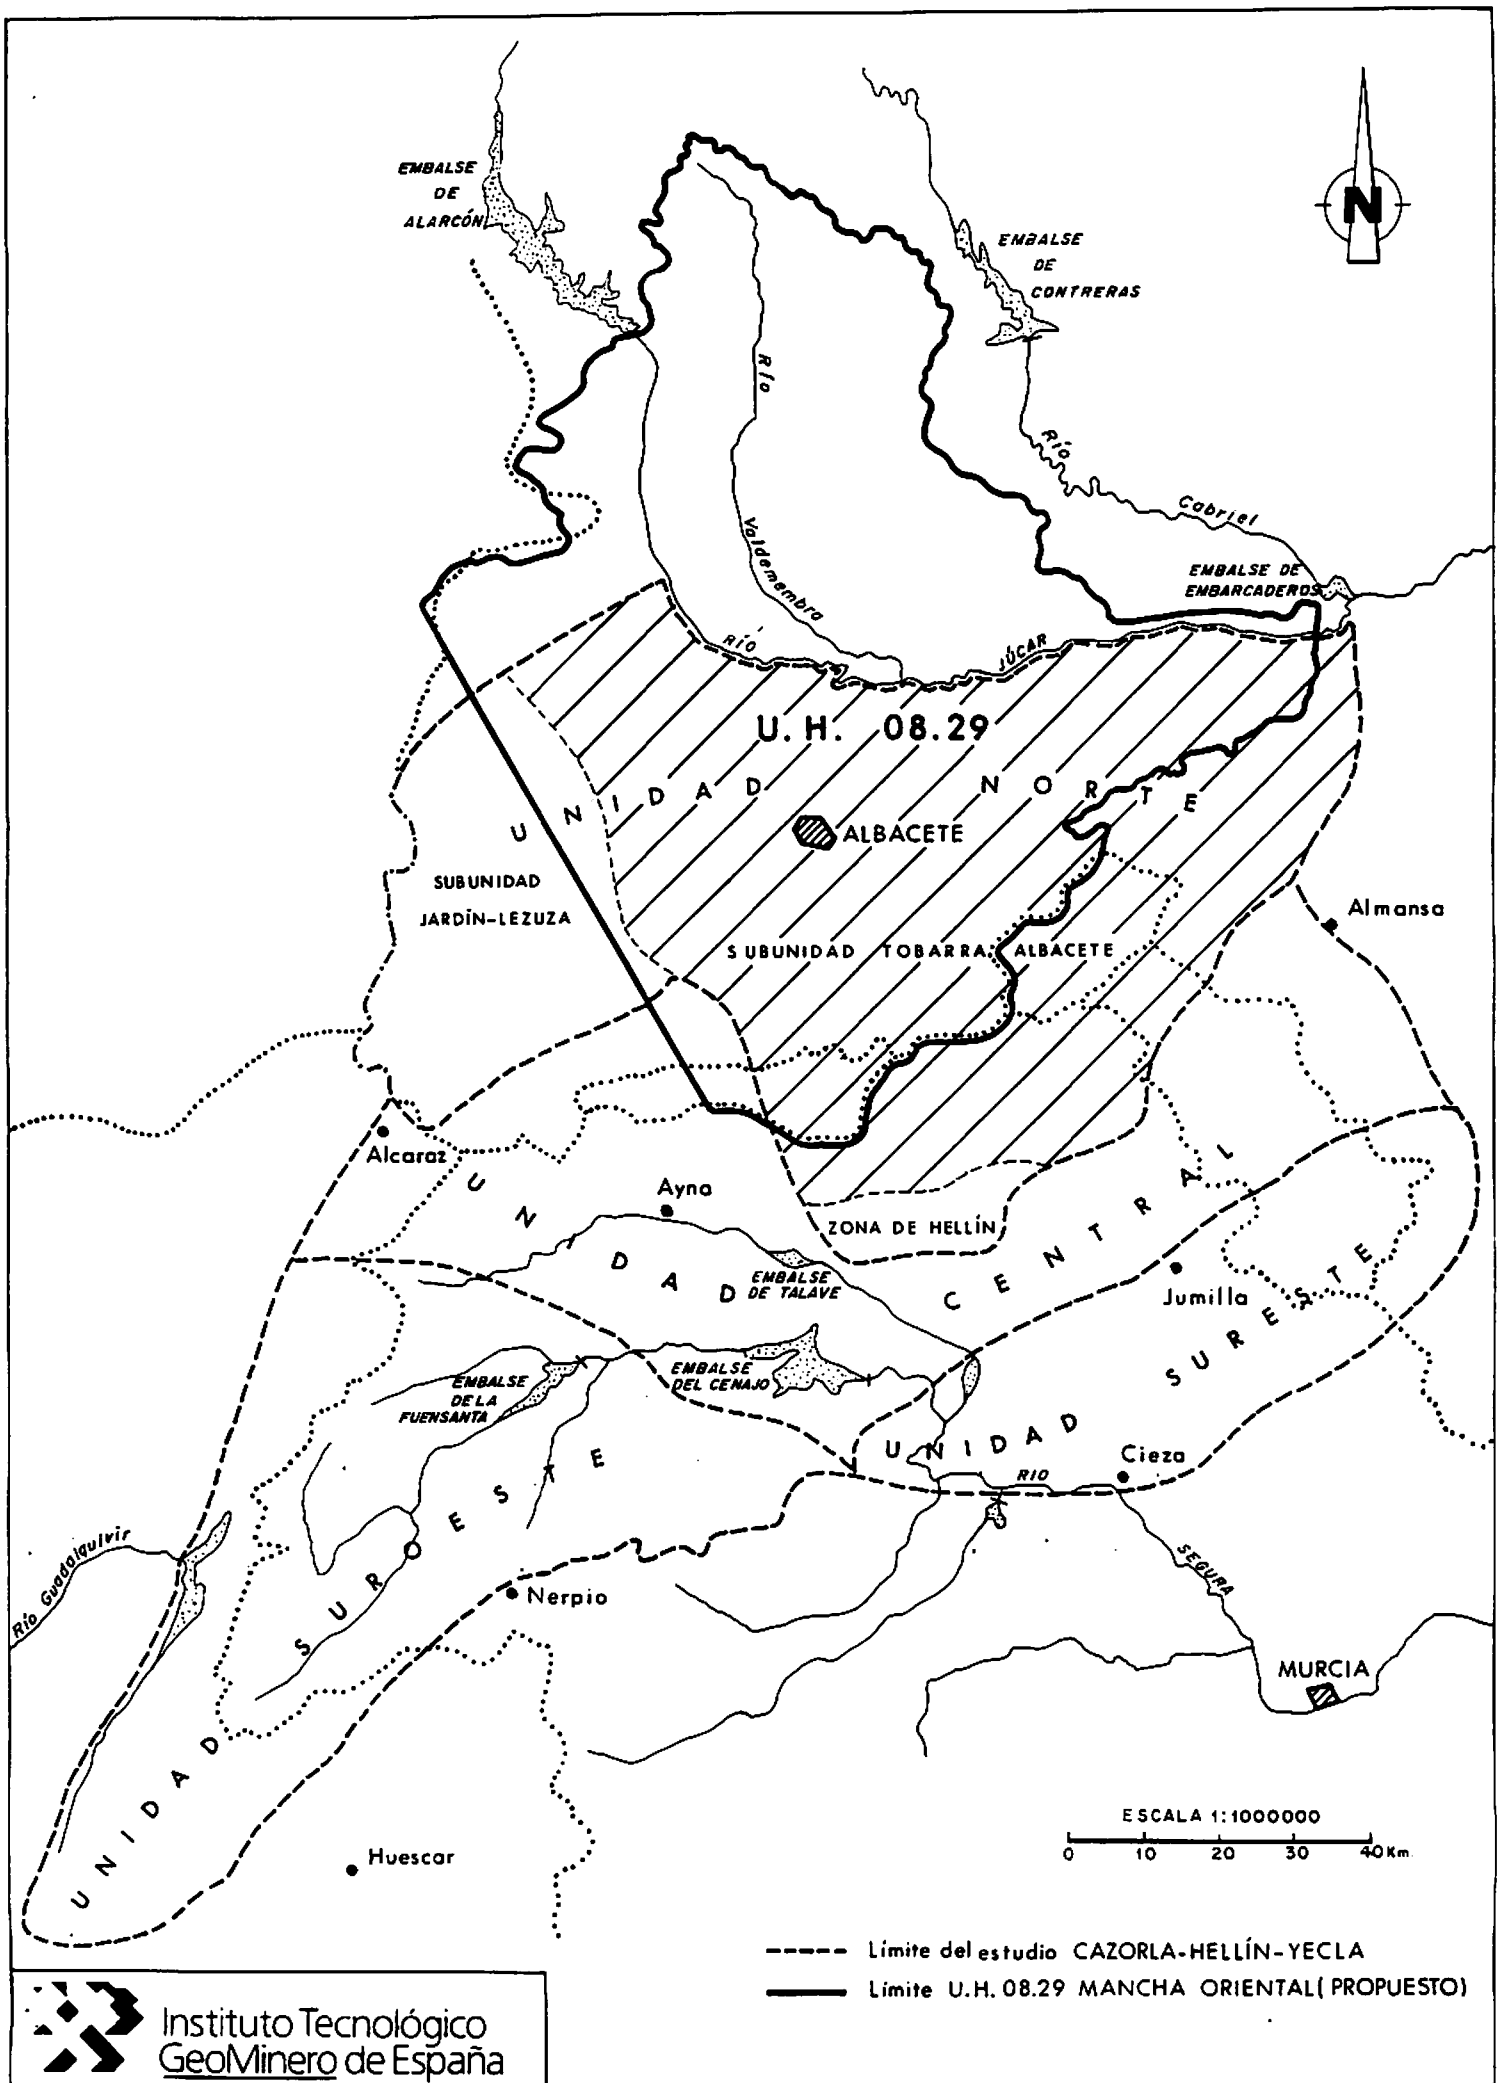 EMBALSE
DE
ALARCÓN
N
EMBALSE
DE
CONTRERAS
Río
Valdemembra
Río
Cabriel
EMBALSE DE
EMBARCADEROS
RÍO
JÚCAR
U. H. 08.29
UNIDAD NORTE
ALBACETE
SUBUNIDAD
JARDÍN-LEZUZA
SUBUNIDAD TOBARRA ALBACETE
Almansa
Alcaraz
Ayna
ZONA DE HELLÍN
UNIDAD CENTRAL
EMBALSE
DE TALAVE
Jumilla
EMBALSE
DE LA
FUENSANTA
EMBALSE
DEL CENAJO
UNIDAD SURESTE
Cieza
RIO
SEGURA
Río Guadalquivir
UNIDAD SUROESTE
Nerpio
MURCIA
Huescar
ESCALA 1:1000000
0 10 20 30 40 Km.
Límite del estudio CAZORLA-HELLÍN-YECLA
Límite U.H. 08.29 MANCHA ORIENTAL (PROPUESTO)
Instituto Tecnológico
GeoMinero de España